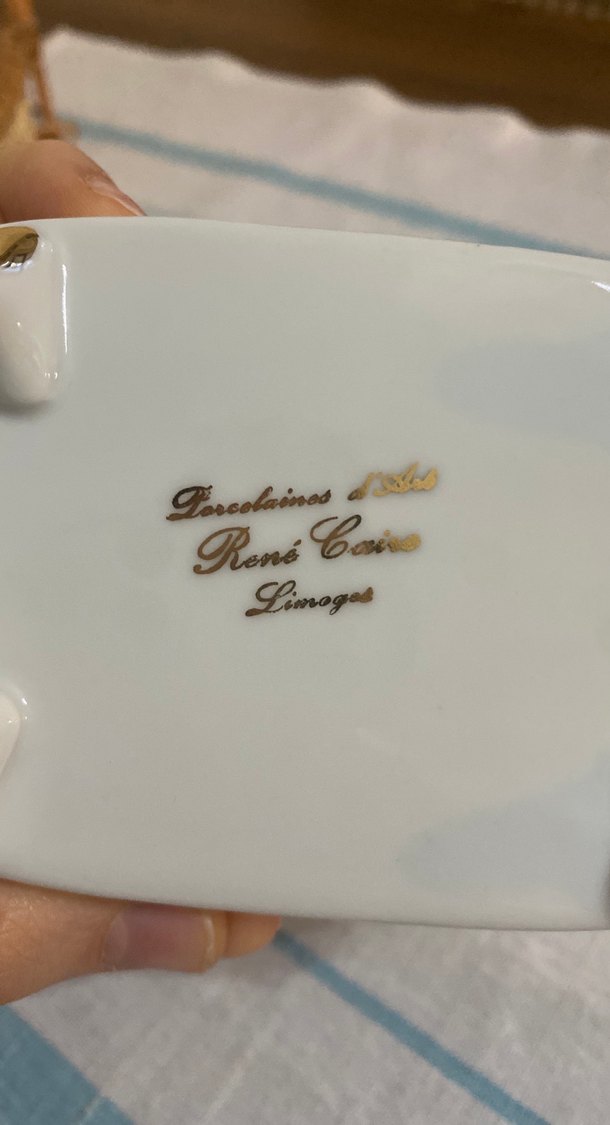 Porcelaines d'Art
René Caire
Limoges